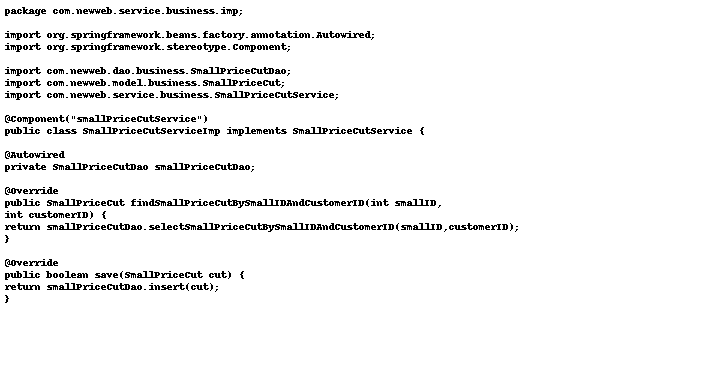 package com.newweb.service.business.imp;
import org.springframework.beans.factory.annotation.Autowired;
import org.springframework.stereotype.Component;
import com.newweb.dao.business.SmallPriceCutDao;
import com.newweb.model.business.SmallPriceCut;
import com.newweb.service.business.SmallPriceCutService;
@Component("smallPriceCutService")
public class SmallPriceCutServiceImp implements SmallPriceCutService {
@Autowired
private SmallPriceCutDao smallPriceCutDao;
@Override
public SmallPriceCut findSmallPriceCutBySmallIDAndCustomerID(int smallID,
int customerID) {
return smallPriceCutDao.selectSmallPriceCutBySmallIDAndCustomerID(smallID,customerID);
}
@Override
public boolean save(SmallPriceCut cut) {
return smallPriceCutDao.insert(cut);
}